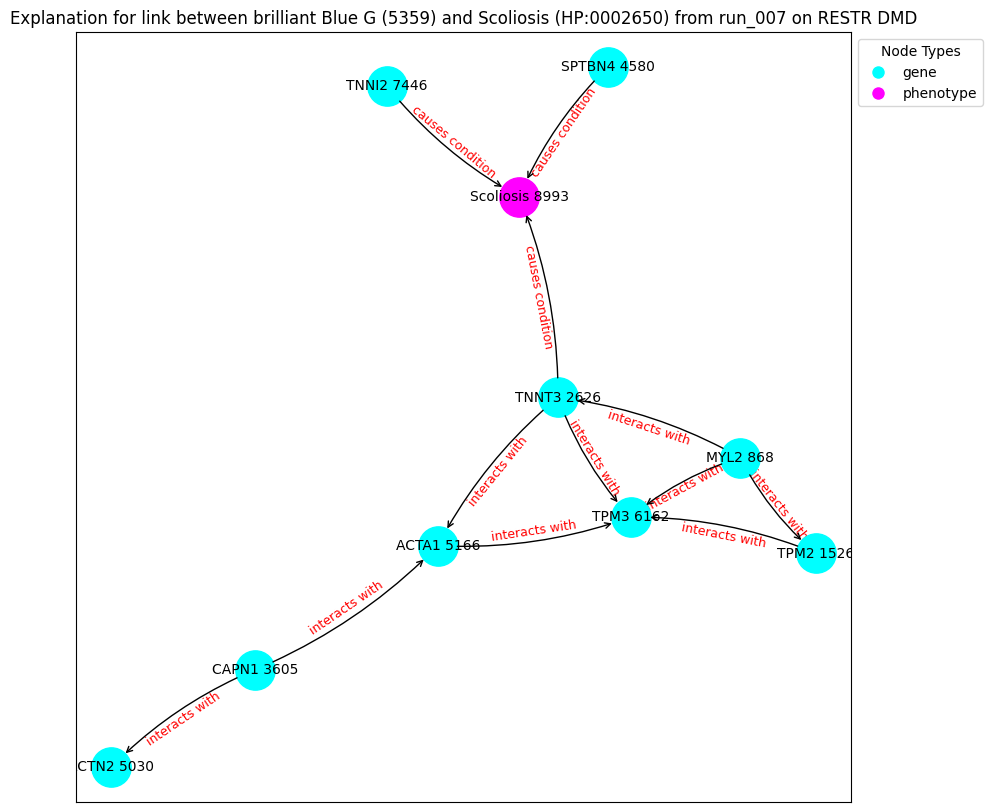 Explanation for link between brilliant Blue G (5359) and Scoliosis (HP:0002650) from run_007 on RESTR DMD
Node Types
gene
phenotype
SPTBN4 4580
TNNI2 7446
causes condition
causes condition
Scoliosis 8993
causes condition
TNNT3 2626
interacts with
MYL2 868
interacts with
interacts with
interacts with
interacts with
TPM3 6162
interacts with
interacts with
ACTA1 5166
TPM2 1526
interacts with
CAPN1 3605
interacts with
CTN2 5030